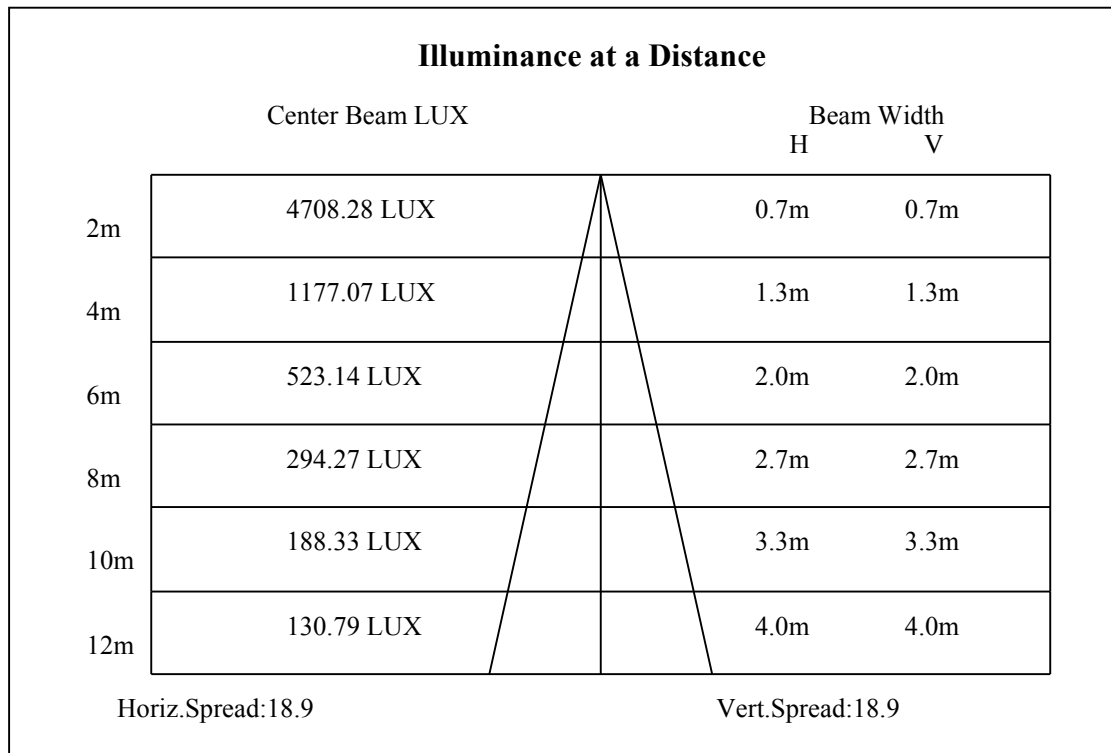 Illuminance at a Distance
Center Beam LUX Beam Width
H V
2m 4708.28 LUX 0.7m 0.7m
4m 1177.07 LUX 1.3m 1.3m
6m 523.14 LUX 2.0m 2.0m
8m 294.27 LUX 2.7m 2.7m
10m 188.33 LUX 3.3m 3.3m
12m 130.79 LUX 4.0m 4.0m
Horiz.Spread:18.9 Vert.Spread:18.9